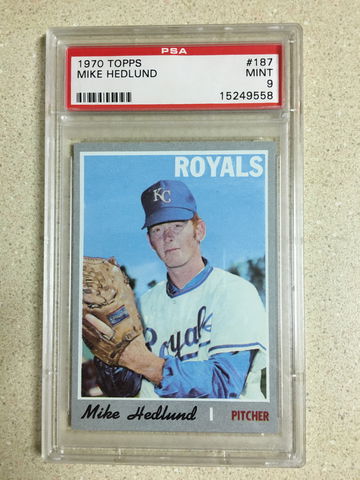 PSA
1970 TOPPS #187
MIKE HEDLUND MINT
9
15249558
ROYALS
KC
Royals
Mike Hedlund | PITCHER